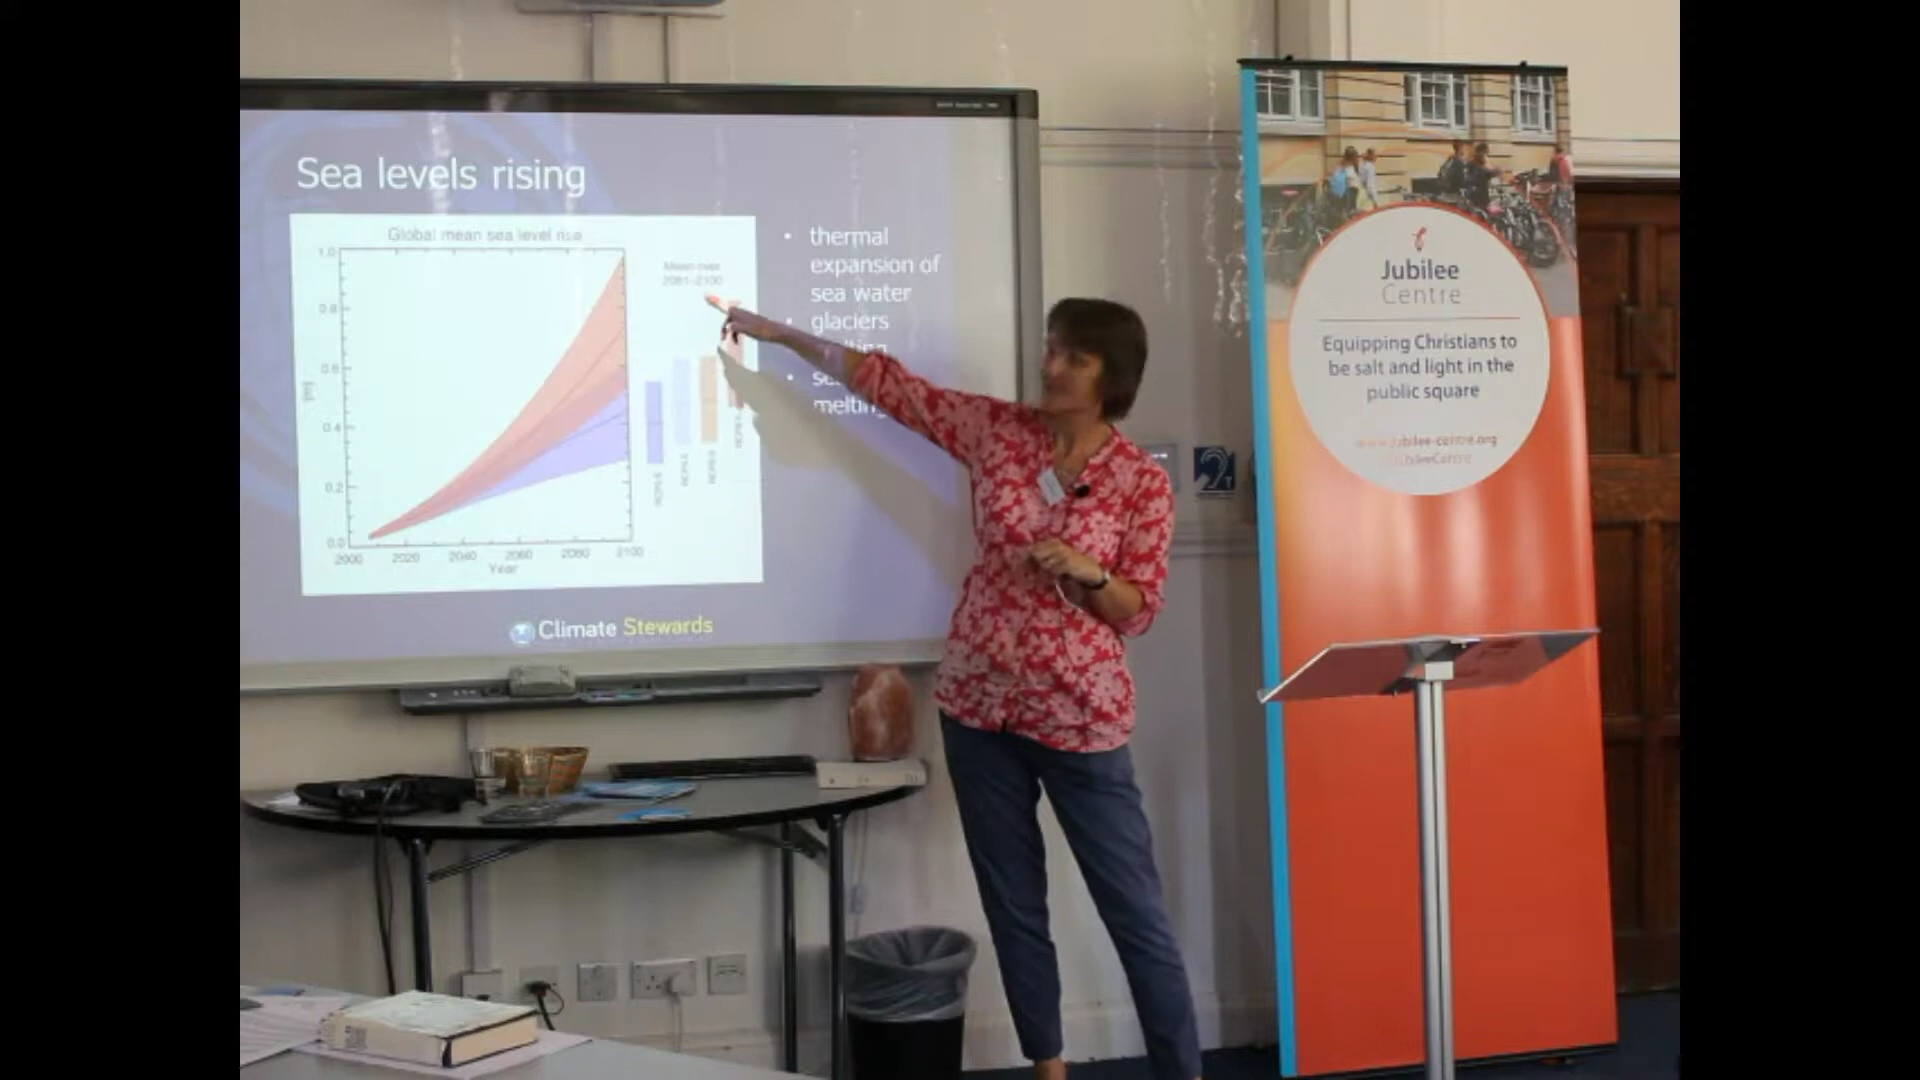 Sea levels rising
Global mean sea level rise
1.0
0.8
0.6
0.4
0.2
0.0
(m)
2000 2020 2040 2060 2080 2100
Year
Mean over
2081–2100
• thermal
expansion of
sea water
• glaciers
melting
•
melting
Climate Stewards
Jubilee
Centre
Equipping Christians to
be salt and light in the
public square
www.jubilee-centre.org